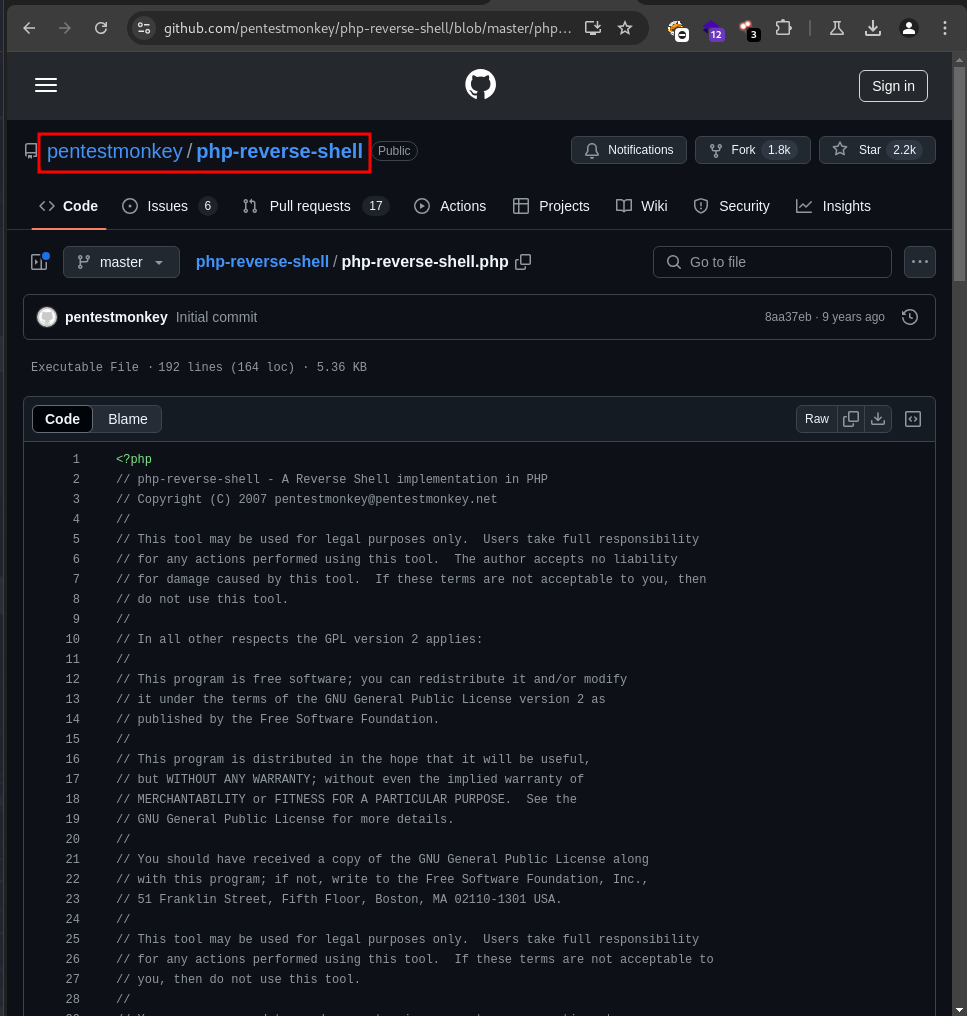 github.com/pentestmonkey/php-reverse-shell/blob/master/php...
12
3
Sign in
pentestmonkey / php-reverse-shell
Public
Notifications
Fork 1.8k
Star 2.2k
Code
Issues 6
Pull requests 17
Actions
Projects
Wiki
Security
Insights
master
php-reverse-shell / php-reverse-shell.php
Go to file
pentestmonkey Initial commit
8aa37eb · 9 years ago
Executable File · 192 lines (164 loc) · 5.36 KB
Code
Blame
Raw
1 <?php
2 // php-reverse-shell - A Reverse Shell implementation in PHP
3 // Copyright (C) 2007 pentestmonkey@pentestmonkey.net
4 //
5 // This tool may be used for legal purposes only.  Users take full responsibility
6 // for any actions performed using this tool.  The author accepts no liability
7 // for damage caused by this tool.  If these terms are not acceptable to you, then
8 // do not use this tool.
9 //
10 // In all other respects the GPL version 2 applies:
11 //
12 // This program is free software; you can redistribute it and/or modify
13 // it under the terms of the GNU General Public License version 2 as
14 // published by the Free Software Foundation.
15 //
16 // This program is distributed in the hope that it will be useful,
17 // but WITHOUT ANY WARRANTY; without even the implied warranty of
18 // MERCHANTABILITY or FITNESS FOR A PARTICULAR PURPOSE.  See the
19 // GNU General Public License for more details.
20 //
21 // You should have received a copy of the GNU General Public License along
22 // with this program; if not, write to the Free Software Foundation, Inc.,
23 // 51 Franklin Street, Fifth Floor, Boston, MA 02110-1301 USA.
24 //
25 // This tool may be used for legal purposes only.  Users take full responsibility
26 // for any actions performed using this tool.  If these terms are not acceptable to
27 // you, then do not use this tool.
28 //